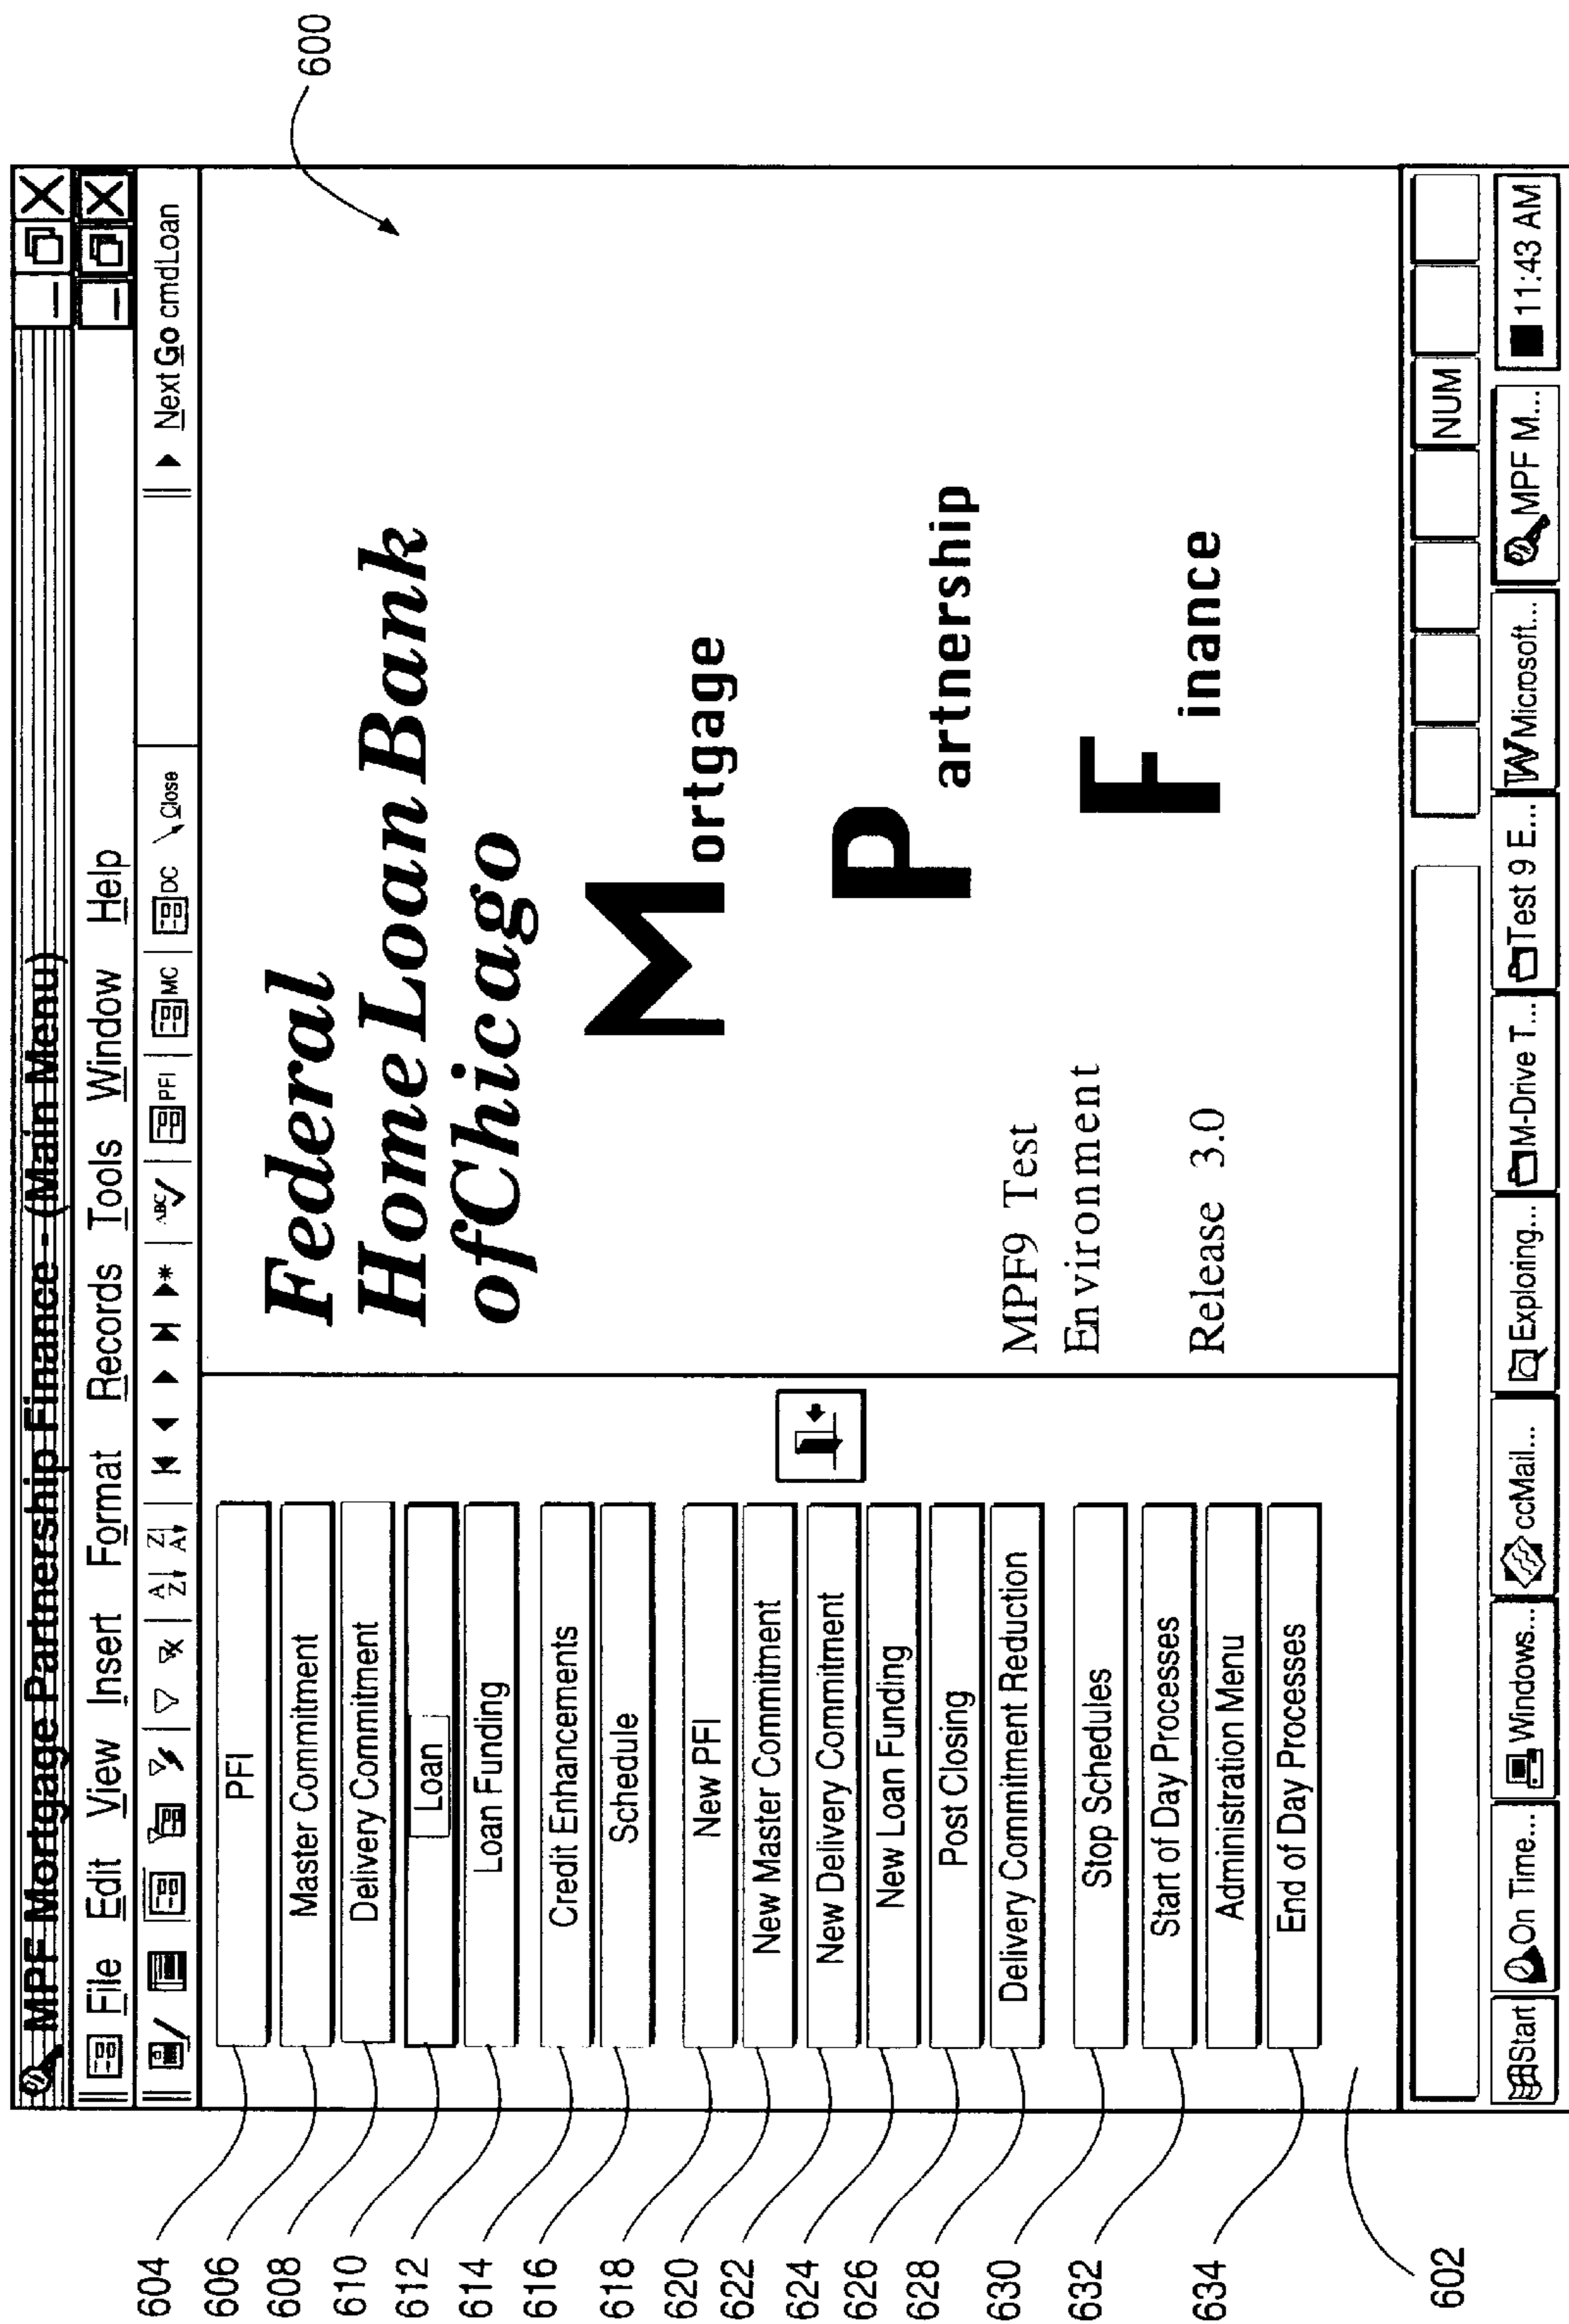 MPF Mortgage Partnership Finance - (Main Menu)
File Edit View Insert Format Records Tools Window Help
A Z Z A ABC PFI MC DC Close Next Go cmdLoan
600
604 PFI
606 Master Commitment
608 Delivery Commitment
610 Loan
612 Loan Funding
614 Credit Enhancements
616 Schedule
618 New PFI
620 New Master Commitment
622 New Delivery Commitment
624 New Loan Funding
626 Post Closing
628 Delivery Commitment Reduction
630 Stop Schedules
632 Start of Day Processes
Administration Menu
634 End of Day Processes
602
Federal
Home Loan Bank
of Chicago
Mortgage
Partnership
Finance
MPF9 Test
Environment
Release 3.0
NUM
Start On Time... Windows... ccMail... Exploring... M-Drive T... Test 9 E... W Microsoft... MPF M... 11:43 AM